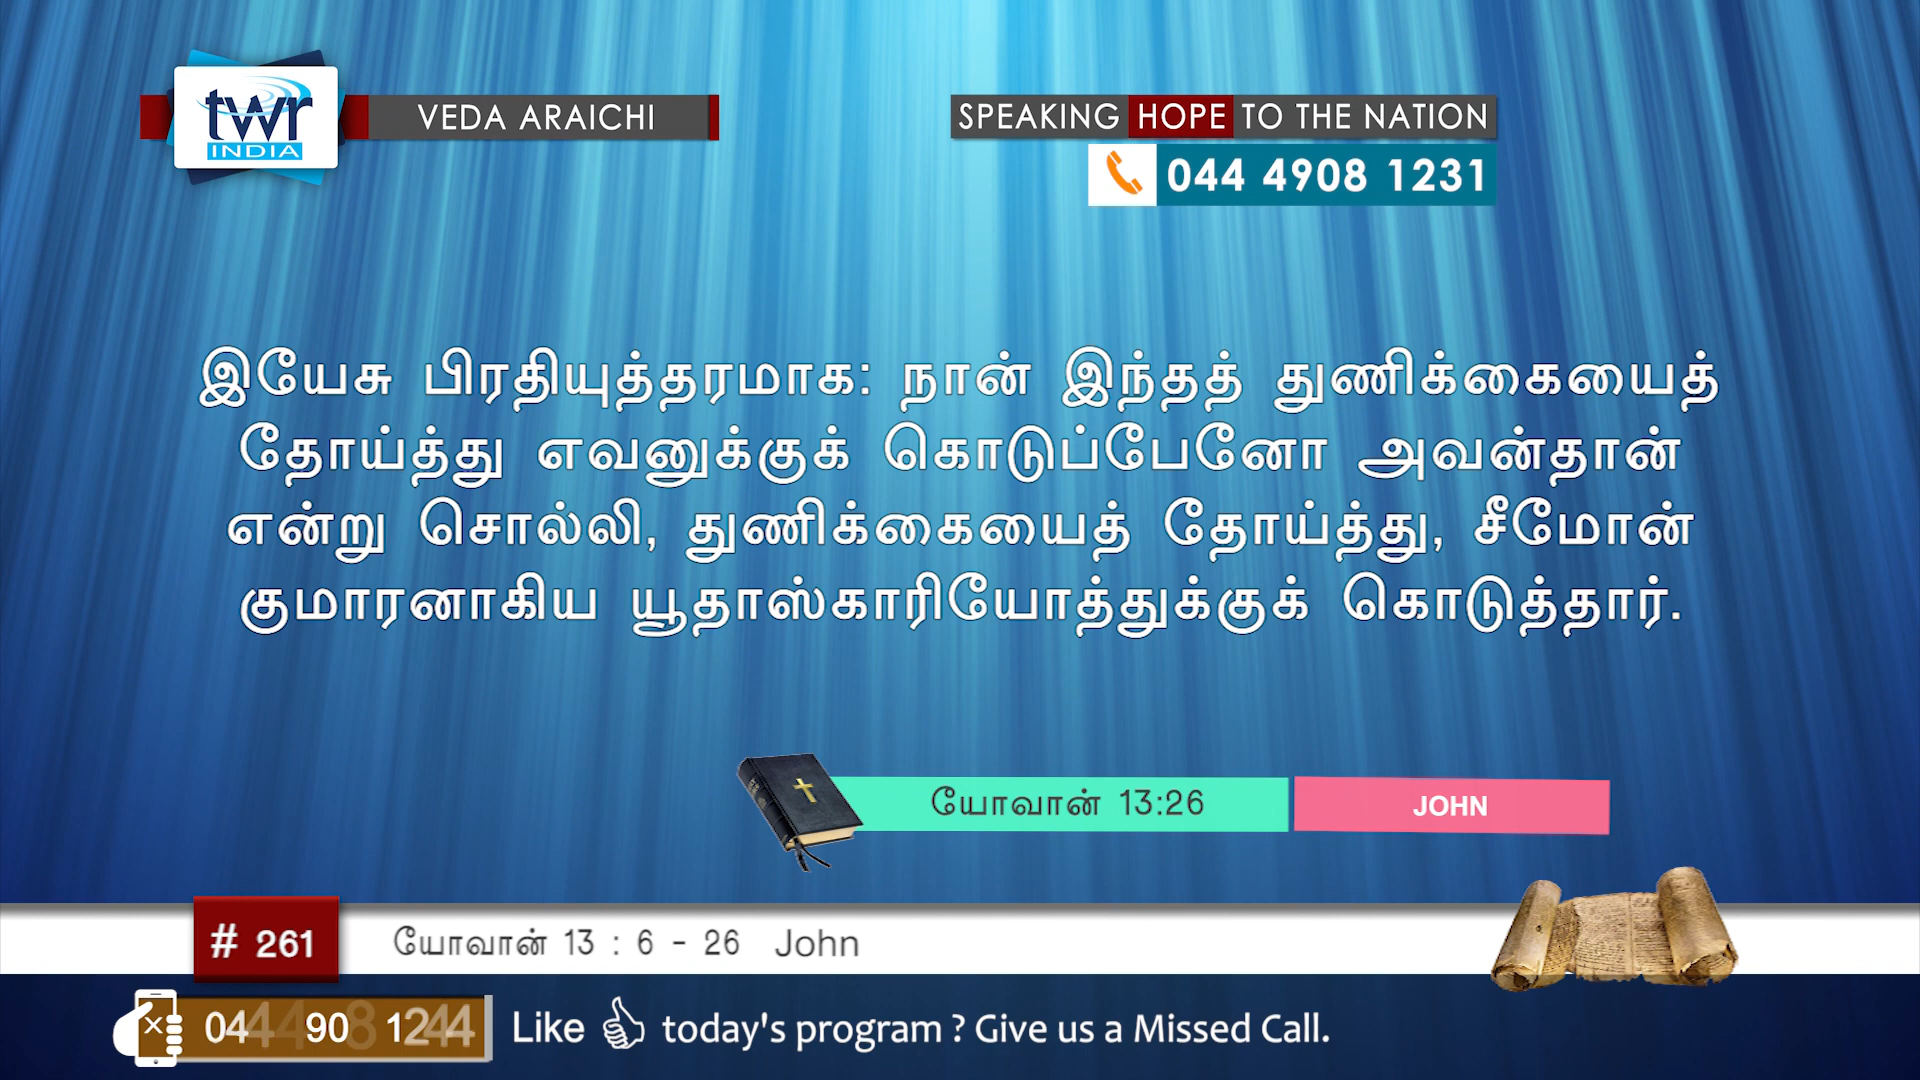 twr
INDIA
VEDA ARAICHI
SPEAKING HOPE TO THE NATION
044 4908 1231
இயேசு பிரதியுத்தரமாக: நான் இந்தத் துணிக்கையைத்
தோய்த்து எவனுக்குக் கொடுப்பேனோ அவன்தான்
என்று சொல்லி, துணிக்கையைத் தோய்த்து, சீமோன்
குமாரனாகிய யூதாஸ்காரியோத்துக்குக் கொடுத்தார்.
யோவான் 13:26
JOHN
# 261
யோவான் 13 : 6 - 26 John
044 4908 1244
Like today's program ? Give us a Missed Call.